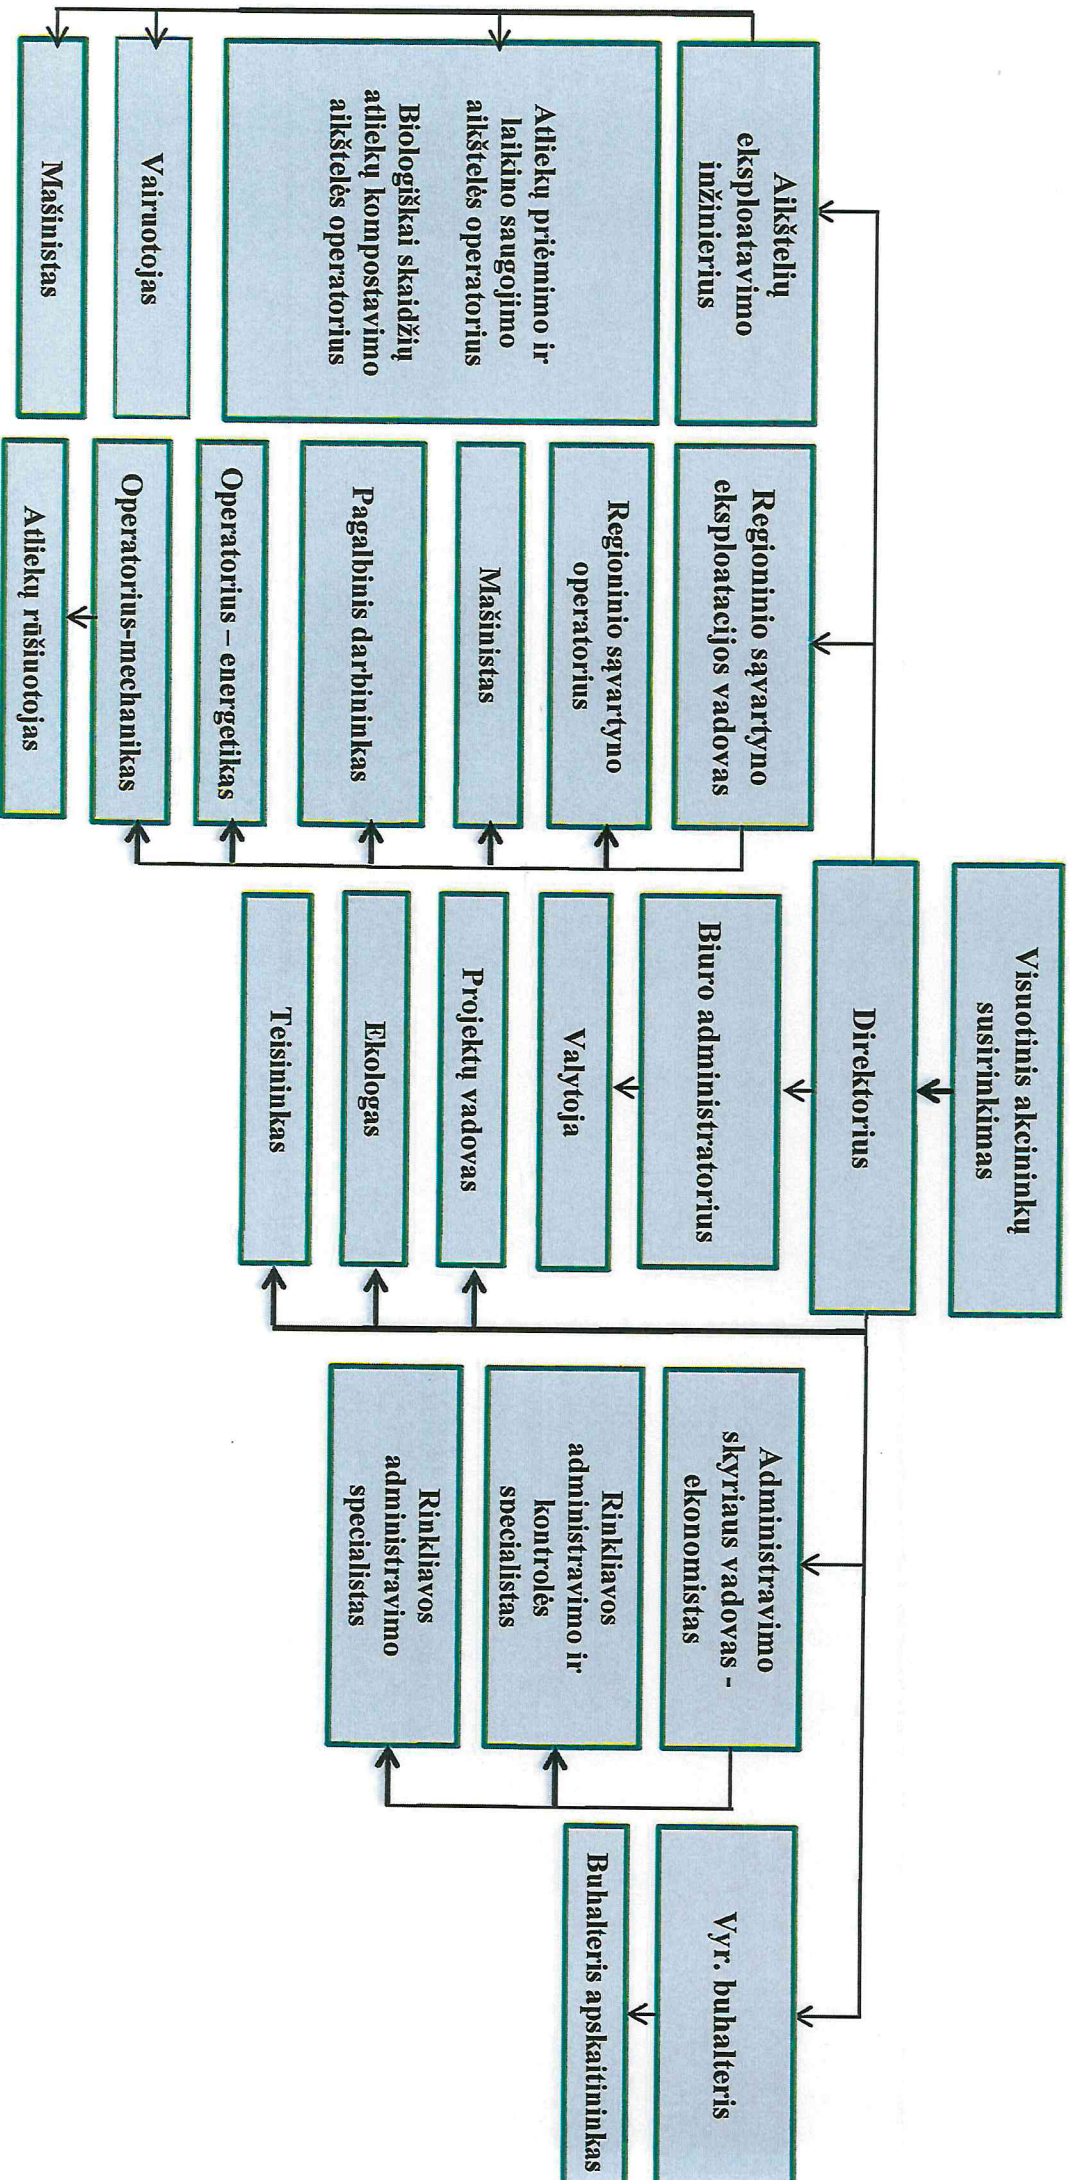 Visuotinis akcininkų
susirinkimas
Direktorius
Aikštelių
eksploatavimo
inžinierius
Atliekų priėmimo ir
laikino saugojimo
aikštelės operatorius
Biologiškai skaidžių
atliekų kompostavimo
aikštelės operatorius
Vairuotojas
Mašinistas
Regioninio sąvartyno
eksploatacijos vadovas
Regioninio sąvartyno
operatorius
Mašinistas
Pagalbinis darbininkas
Operatorius – energetikas
Operatorius-mechanikas
Atliekų rūšiuotojas
Biuro administratorius
Valytoja
Projektų vadovas
Ekologas
Teisininkas
Administravimo
skyriaus vadovas -
ekonomistas
Rinkliavos
administravimo ir
kontrolės
specialistas
Rinkliavos
administravimo
specialistas
Vyr. buhalteris
Buhalteris apskaitininkas